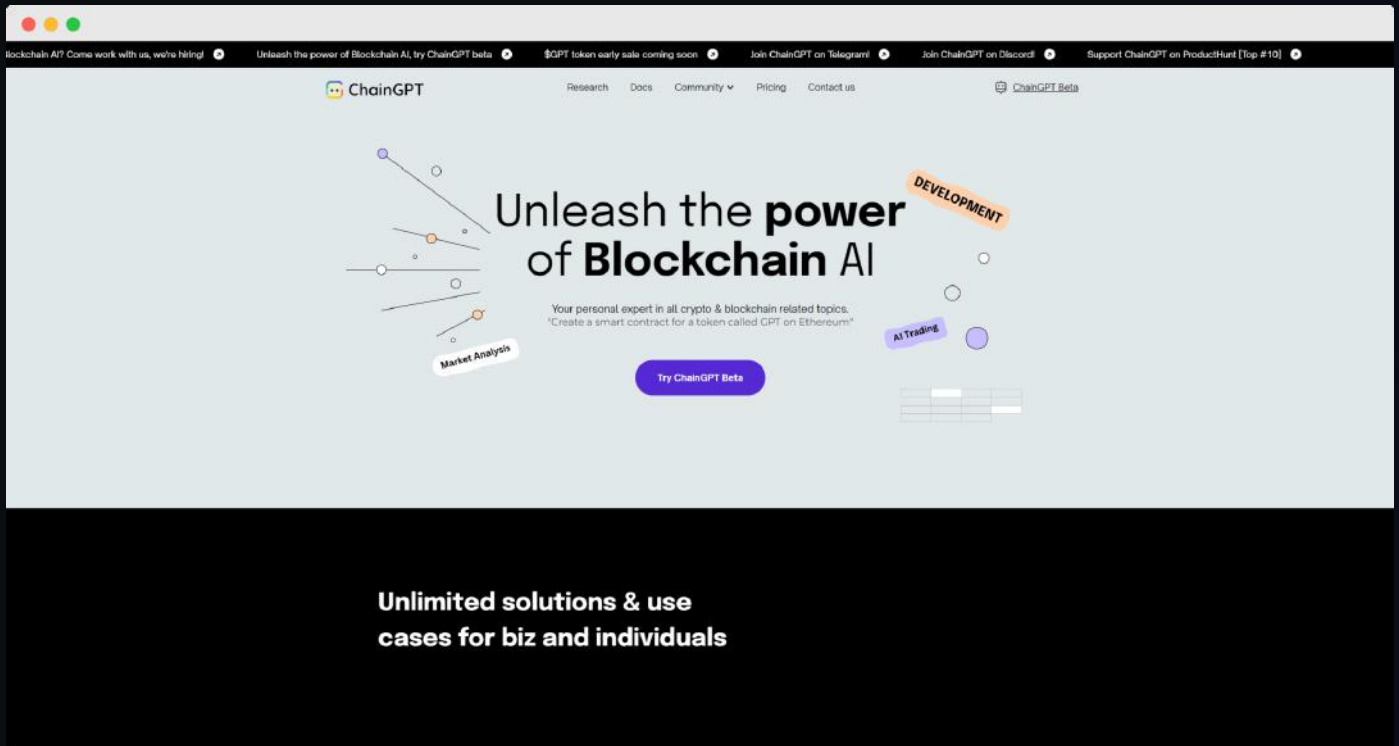 lockchain AI? Come work with us, we're hiring! Unleash the power of Blockchain AI, try ChainGPT beta $GPT token early sale coming soon Join ChainGPT on Telegram! Join ChainGPT on Discord! Support ChainGPT on ProductHunt [Top #10]
ChainGPT Research Docs Community Pricing Contact us ChainGPT Beta
DEVELOPMENT
Unleash the power
of Blockchain AI
Your personal expert in all crypto & blockchain related topics.
"Create a smart contract for a token called GPT on Ethereum"
AI Trading
Market Analysis
Try ChainGPT Beta
Unlimited solutions & use
cases for biz and individuals